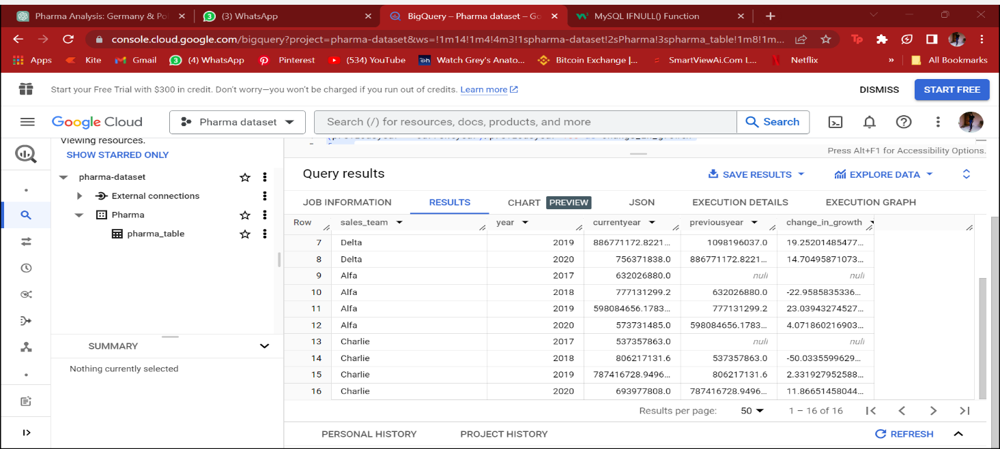 Pharma Analysis: Germany & Pol
(3) WhatsApp
BigQuery – Pharma dataset – Go
MySQL IFNULL() Function
console.cloud.google.com/bigquery?project=pharma-dataset&ws=!1m14!1m4!4m3!1spharma-dataset!2sPharma!3spharma_table!1m8!1m...
Apps Kite Gmail (4) WhatsApp Pinterest (534) YouTube Watch Grey's Anato... Bitcoin Exchange |... SmartViewAi.Com L... Netflix » All Bookmarks
Start your Free Trial with $300 in credit. Don't worry—you won't be charged if you run out of credits. Learn more
DISMISS START FREE
Google Cloud Pharma dataset Search (/) for resources, docs, products, and more Search
Viewing resources.
SHOW STARRED ONLY
pharma-dataset
External connections
Pharma
pharma_table
SUMMARY
Nothing currently selected
Press Alt+F1 for Accessibility Options.
Query results SAVE RESULTS EXPLORE DATA
JOB INFORMATION RESULTS CHART PREVIEW JSON EXECUTION DETAILS EXECUTION GRAPH
Row sales_team year currentyear previousyear change_in_growth
7 Delta 2019 886771172.8221... 1098196037.0 19.25201485477...
8 Delta 2020 756371838.0 886771172.8221... 14.70495871073...
9 Alfa 2017 632026880.0 null null
10 Alfa 2018 777131299.2 632026880.0 -22.9585835336...
11 Alfa 2019 598084656.1783... 777131299.2 23.03943274527...
12 Alfa 2020 573731485.0 598084656.1783... 4.071860216903...
13 Charlie 2017 537357863.0 null null
14 Charlie 2018 806217131.6 537357863.0 -50.0335599629...
15 Charlie 2019 787416728.9496... 806217131.6 2.331927952588...
16 Charlie 2020 693977808.0 787416728.9496... 11.86651458044...
Results per page: 50 1 – 16 of 16
PERSONAL HISTORY PROJECT HISTORY REFRESH